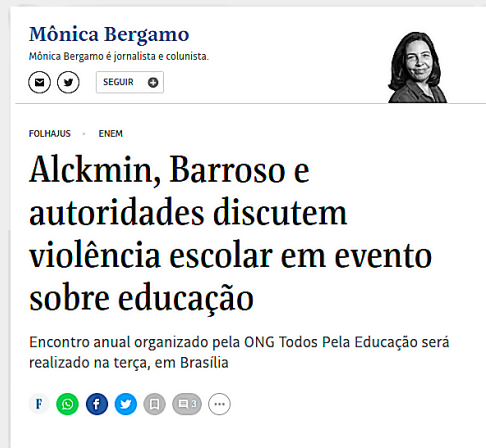 Mônica Bergamo
Mônica Bergamo é jornalista e colunista.
SEGUIR
FOLHAJUS • ENEM
Alckmin, Barroso e
autoridades discutem
violência escolar em evento
sobre educação
Encontro anual organizado pela ONG Todos Pela Educação será
realizado na terça, em Brasília
F f 3